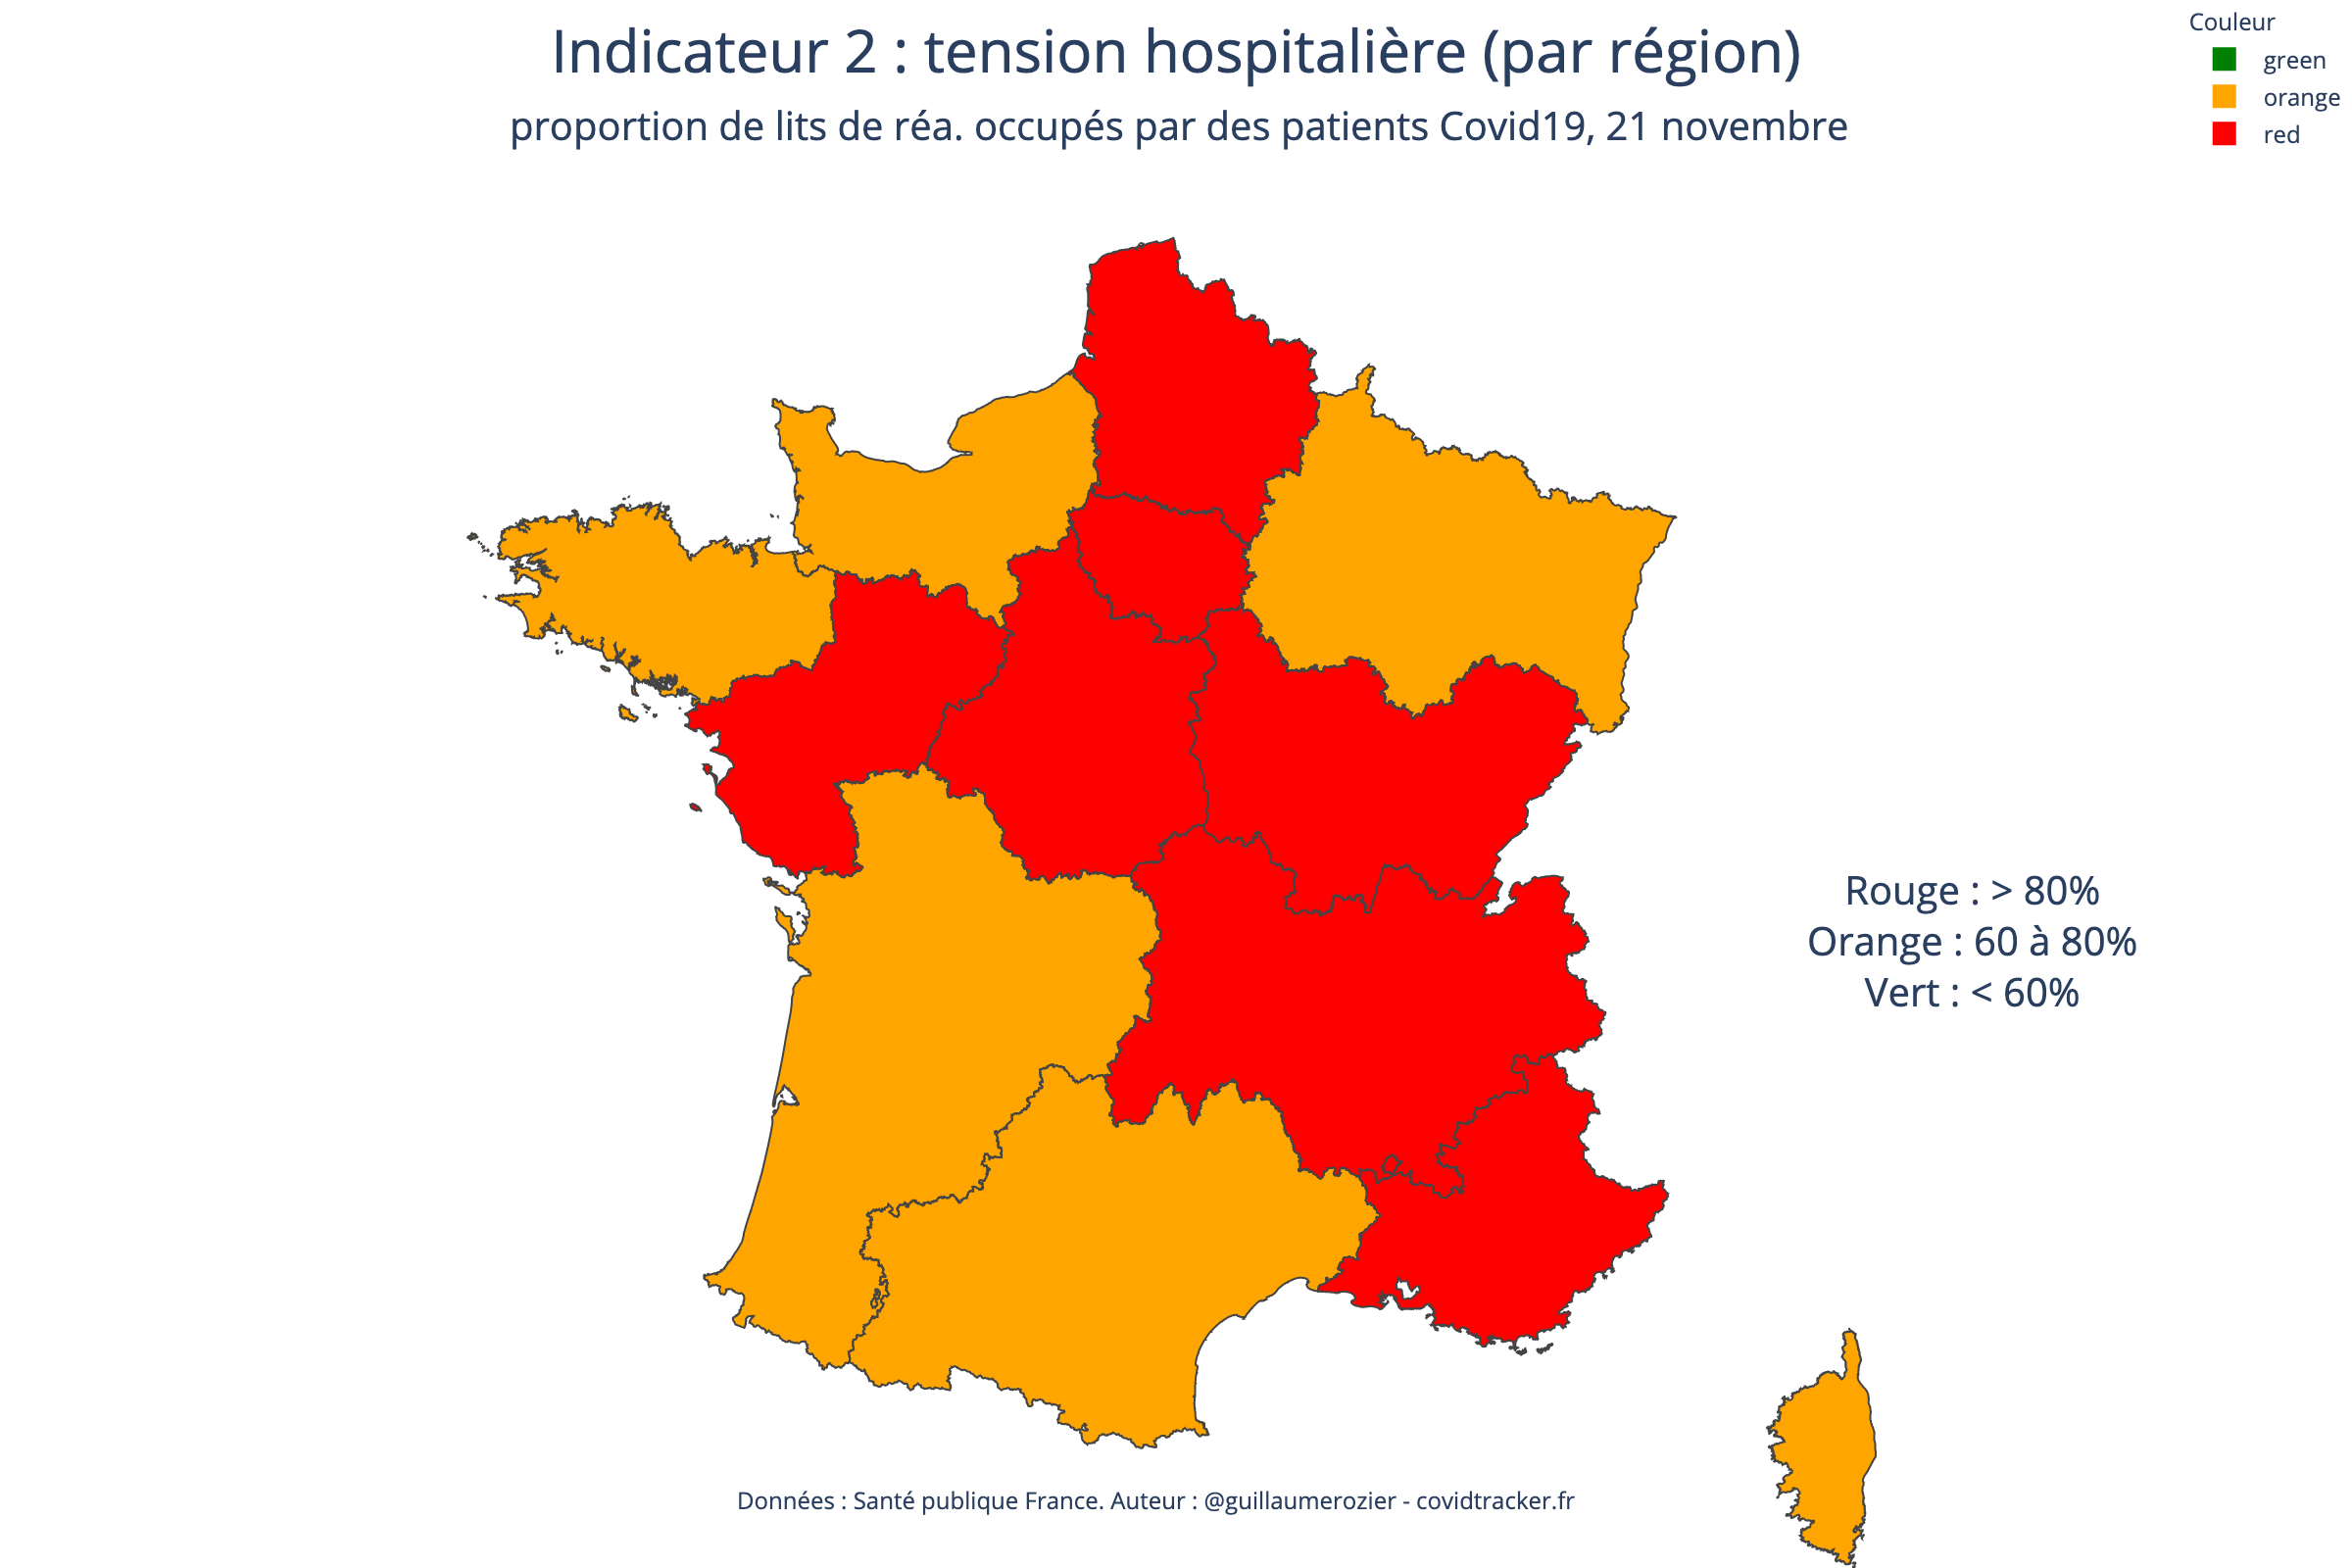 Indicateur 2 : tension hospitalière (par région)
proportion de lits de réa. occupés par des patients Covid19, 21 novembre
Couleur
green
orange
red
Rouge : > 80%
Orange : 60 à 80%
Vert : < 60%
Données : Santé publique France. Auteur : @guillaumerozier - covidtracker.fr